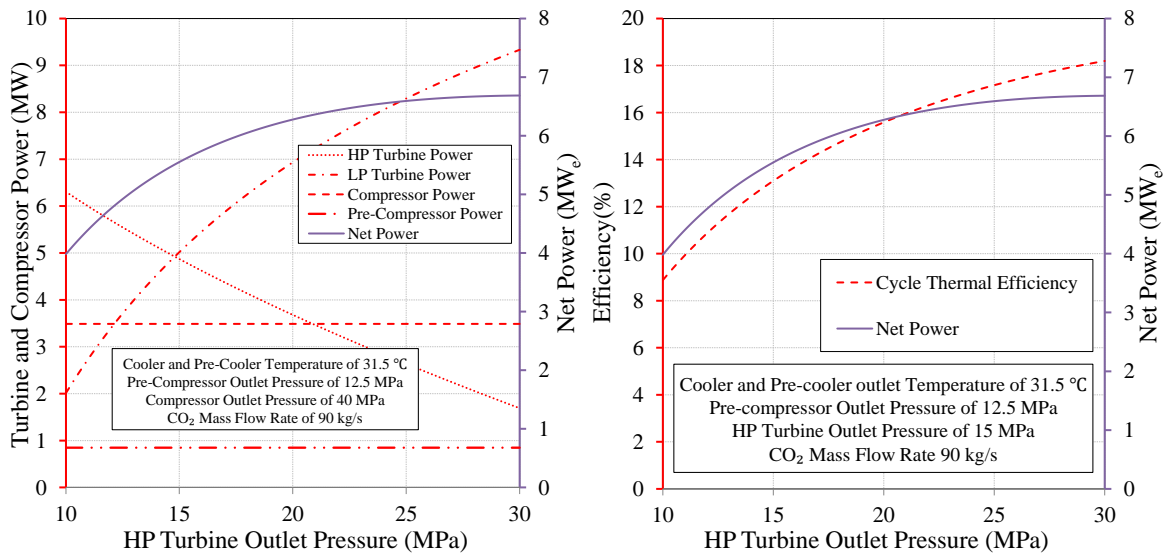 Turbine and Compressor Power (MW)
10
9
8
7
6
5
4
3
2
1
0
HP Turbine Power
LP Turbine Power
Compressor Power
Pre-Compressor Power
Net Power
Cooler and Pre-Cooler Temperature of 31.5 ℃
Pre-Compressor Outlet Pressure of 12.5 MPa
Compressor Outlet Pressure of 40 MPa
CO₂ Mass Flow Rate of 90 kg/s
8
7
6
5
4
3
2
1
0
Net Power (MWₑ)
10 15 20 25 30
HP Turbine Outlet Pressure (MPa)
Efficiency(%)
20
18
16
14
12
10
8
6
4
2
0
Cycle Thermal Efficiency
Net Power
Cooler and Pre-cooler outlet Temperature of 31.5 ℃
Pre-compressor Outlet Pressure of 12.5 MPa
HP Turbine Outlet Pressure of 15 MPa
CO₂ Mass Flow Rate 90 kg/s
8
7
6
5
4
3
2
1
0
Net Power (MWₑ)
10 15 20 25 30
HP Turbine Outlet Pressure (MPa)